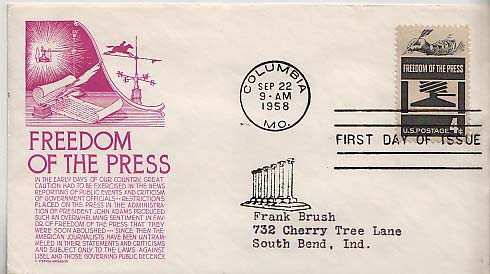 NEWS
FREEDOM
OF THE PRESS
IN THE EARLY DAYS OF OUR COUNTRY, GREAT
CAUTION HAD TO BE EXERCISED IN THE NEWS
REPORTING OF PUBLIC EVENTS AND CRITICISM
OF GOVERNMENT OFFICIALS -- RESTRICTIONS
PLACED ON THE PRESS IN THE ADMINISTRA-
TION OF PRESIDENT JOHN ADAMS PRODUCED
SUCH AN OVERWHELMING SENTIMENT IN FA-
VOR OF FREEDOM OF THE PRESS THAT THEY
WERE SOON ABOLISHED -- SINCE THEN THE
AMERICAN JOURNALISTS HAVE BEEN UNTRAM-
MELED IN THEIR STATEMENTS AND CRITICISMS
AND SUBJECT ONLY TO THE LAWS AGAINST
LIBEL AND THOSE GOVERNING PUBLIC DECENCY.
COLUMBIA
SEP 22
9-AM
1958
MO.
FREEDOM OF THE PRESS
U.S. POSTAGE 4¢
FIRST DAY OF ISSUE
Frank Brush
732 Cherry Tree Lane
South Bend, Ind.